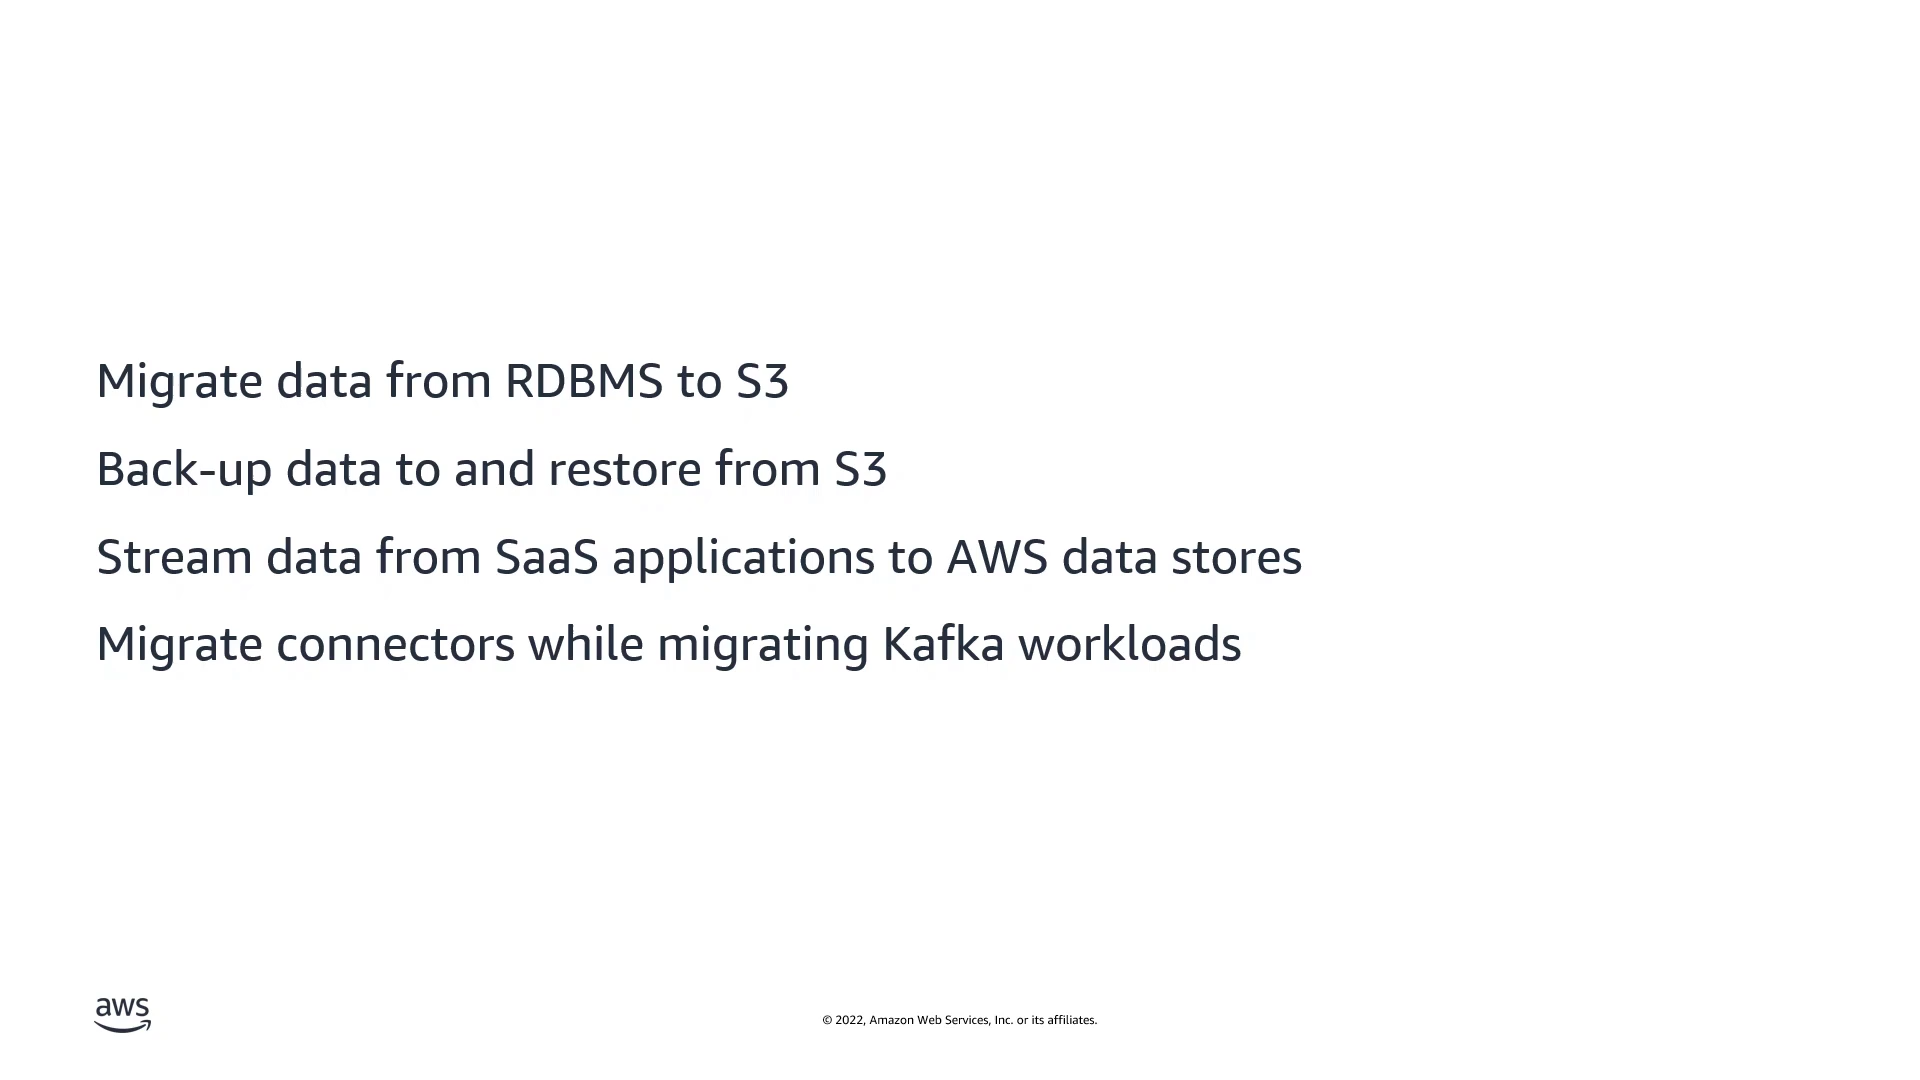 Migrate data from RDBMS to S3
Back-up data to and restore from S3
Stream data from SaaS applications to AWS data stores
Migrate connectors while migrating Kafka workloads
aws
© 2022, Amazon Web Services, Inc. or its affiliates.